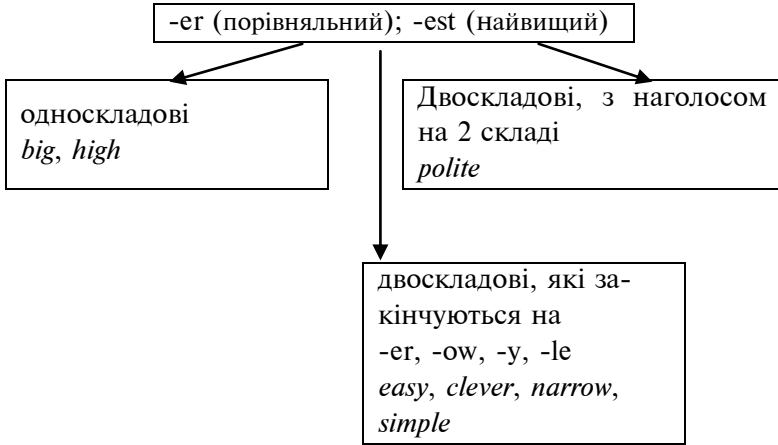 -er (порівняльний); -est (найвищий)
односкладові
big, high
Двоскладові, з наголосом
на 2 складі
polite
двоскладові, які за-
кінчуються на
-er, -ow, -y, -le
easy, clever, narrow,
simple